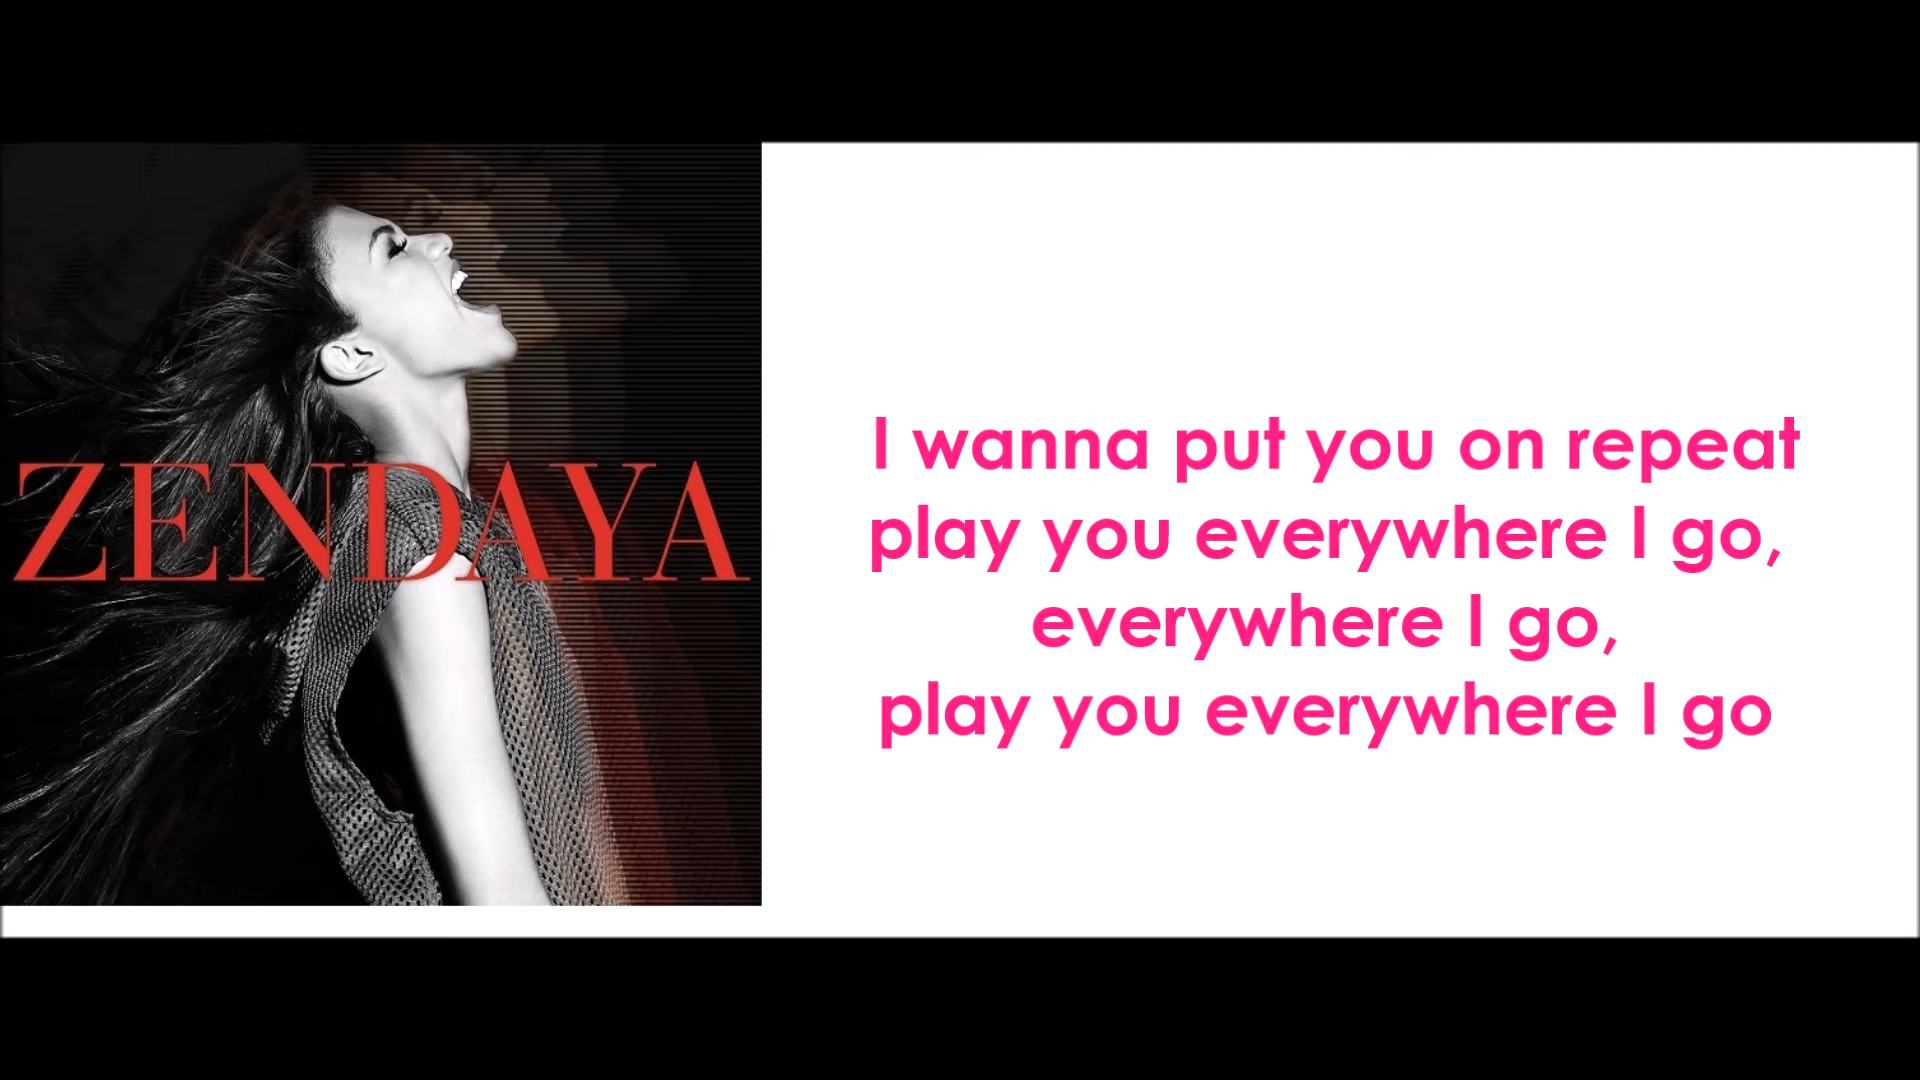 ZENDAYA
I wanna put you on repeat
play you everywhere I go,
everywhere I go,
play you everywhere I go